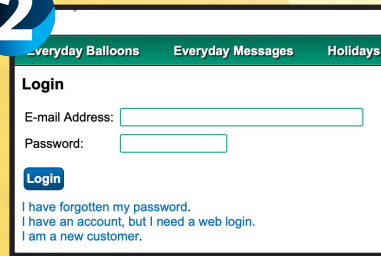 2
Everyday Balloons Everyday Messages Holidays
Login
E-mail Address:
Password:
Login
I have forgotten my password.
I have an account, but I need a web login.
I am a new customer.